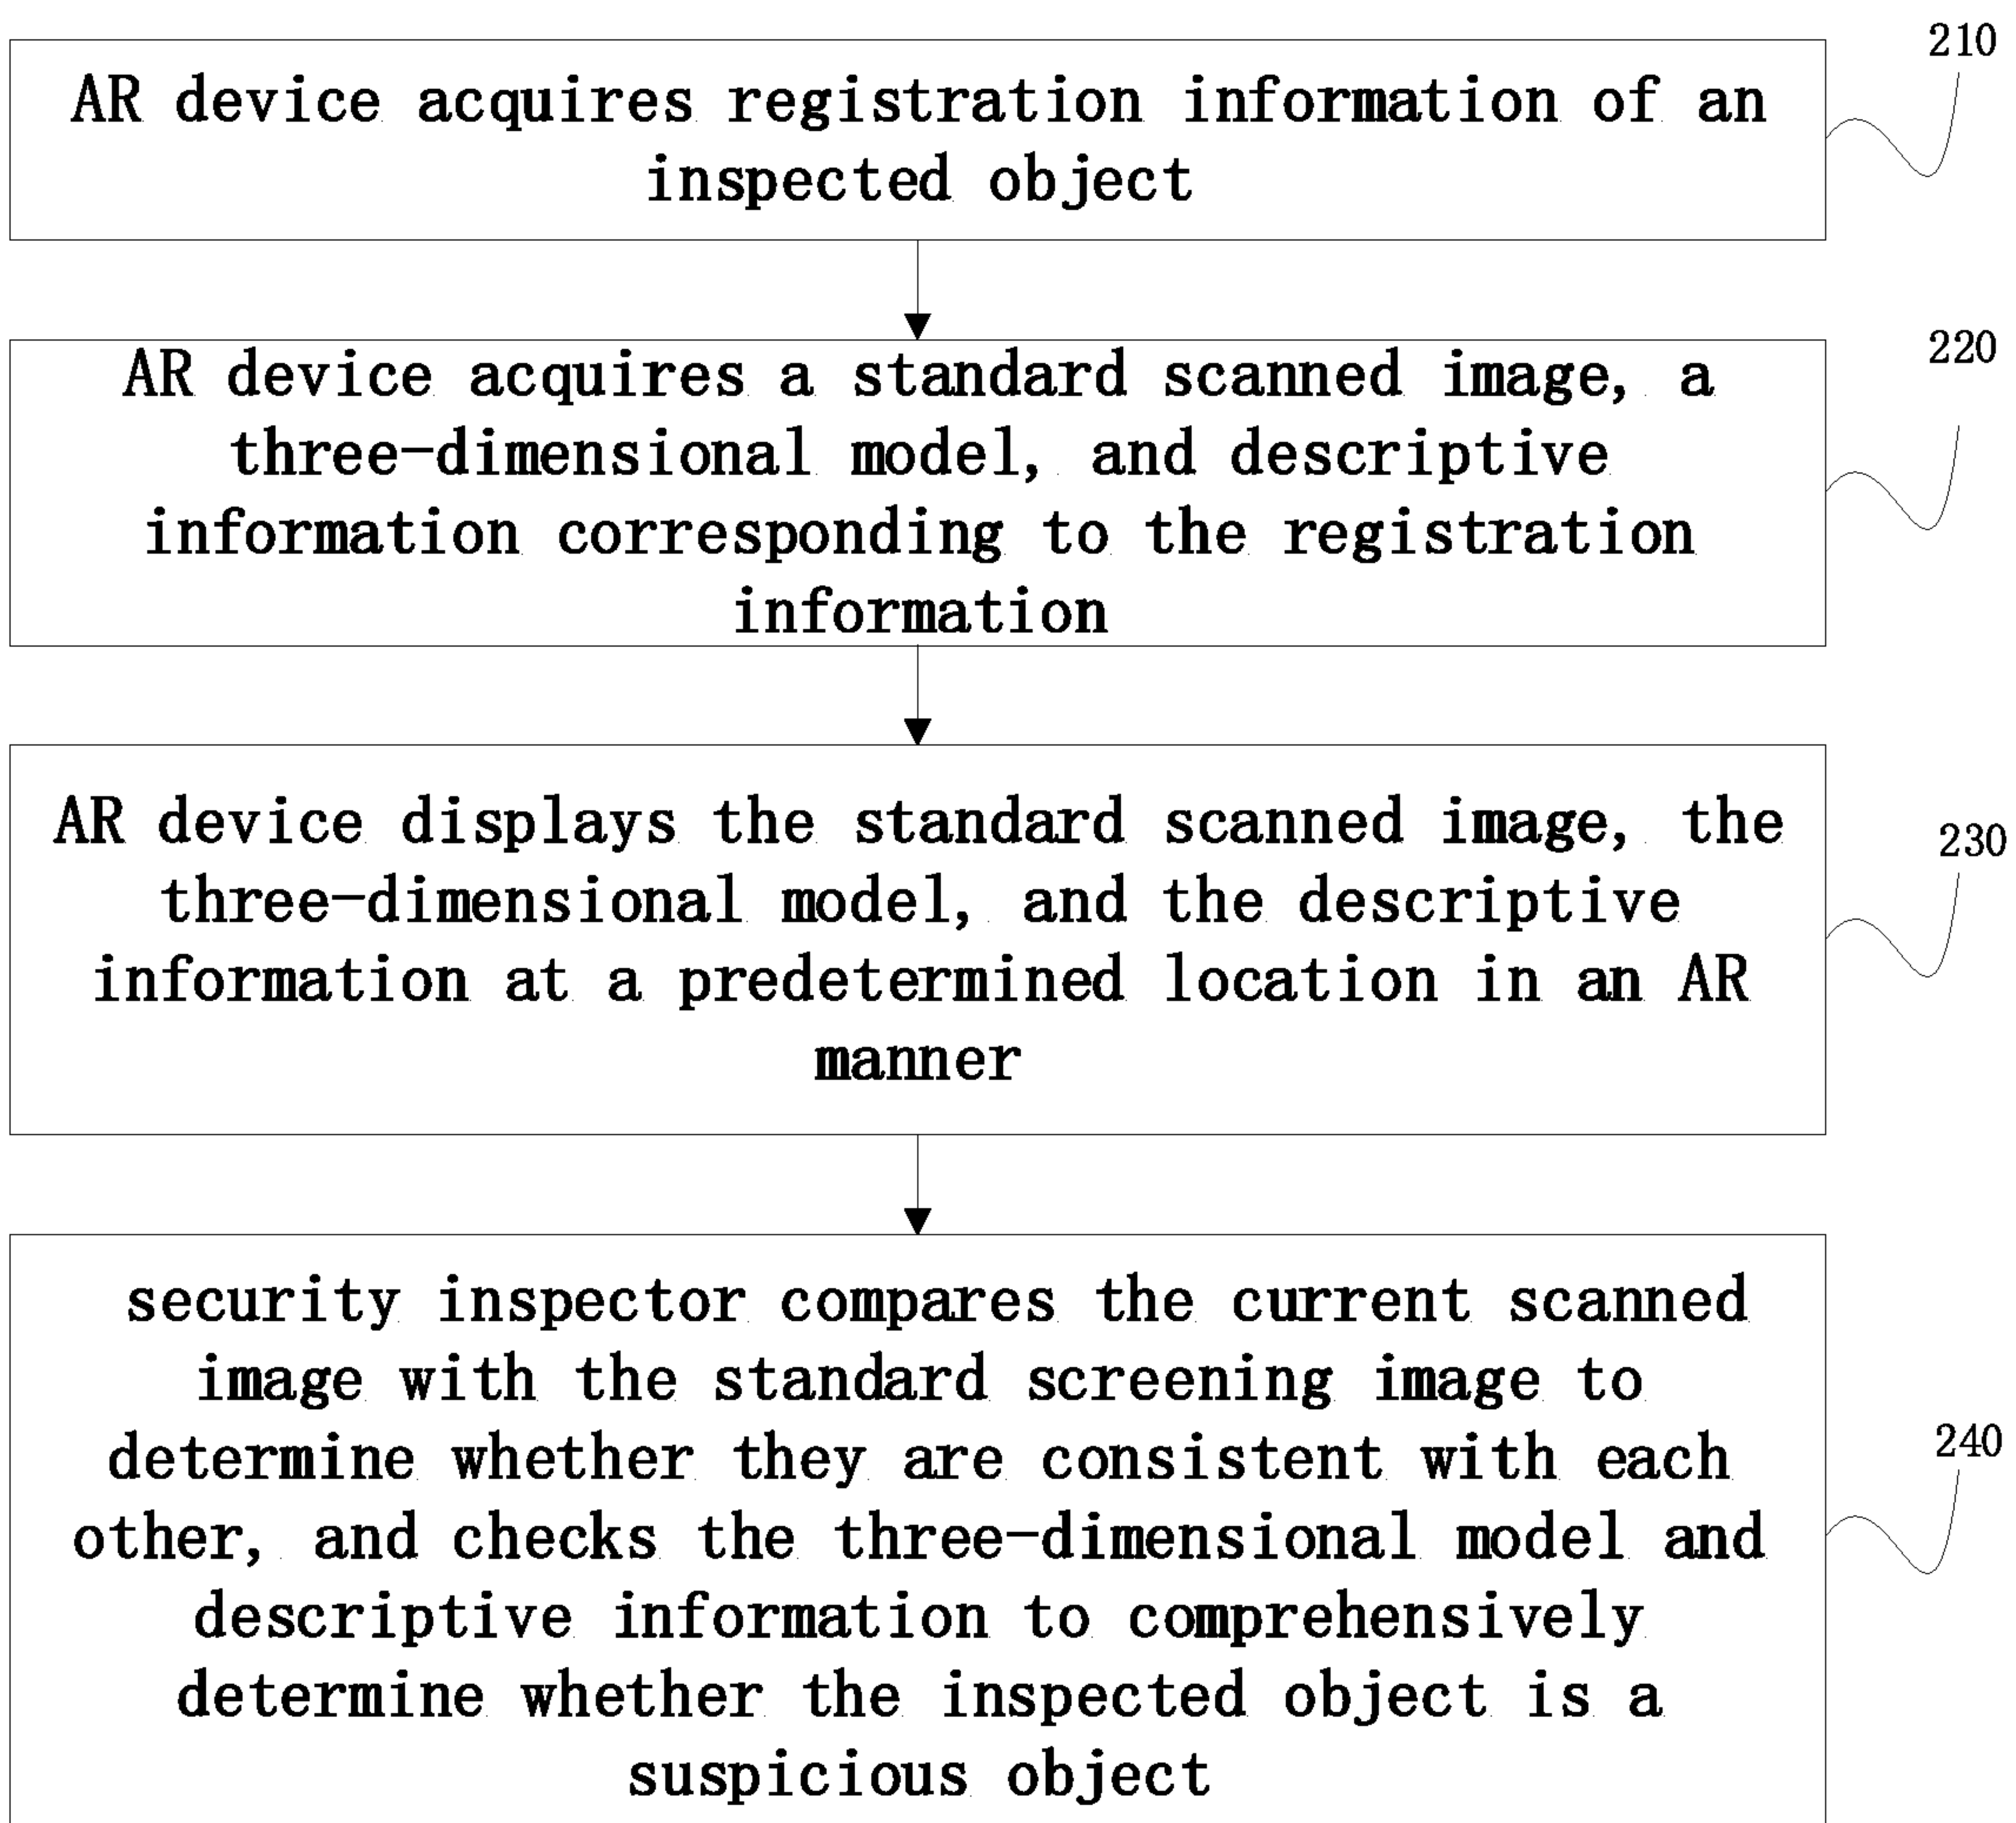 210
AR device acquires registration information of an
inspected object
220
AR device acquires a standard scanned image, a
three-dimensional model, and descriptive
information corresponding to the registration
information
230
AR device displays the standard scanned image, the
three-dimensional model, and the descriptive
information at a predetermined location in an AR
manner
240
security inspector compares the current scanned
image with the standard screening image to
determine whether they are consistent with each
other, and checks the three-dimensional model and
descriptive information to comprehensively
determine whether the inspected object is a
suspicious object